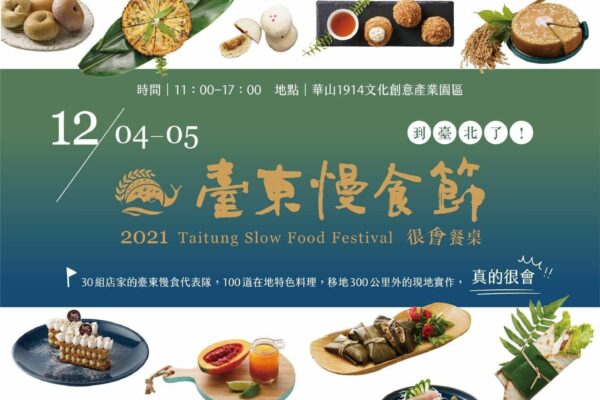 時間｜11：00-17：00　地點｜華山1914文化創意產業園區
12/04-05
到臺北了！
臺東慢食節
2021 Taitung Slow Food Festival 很會餐桌
30組店家的臺東慢食代表隊，100道在地特色料理，移地300公里外的現地實作，真的很會!!